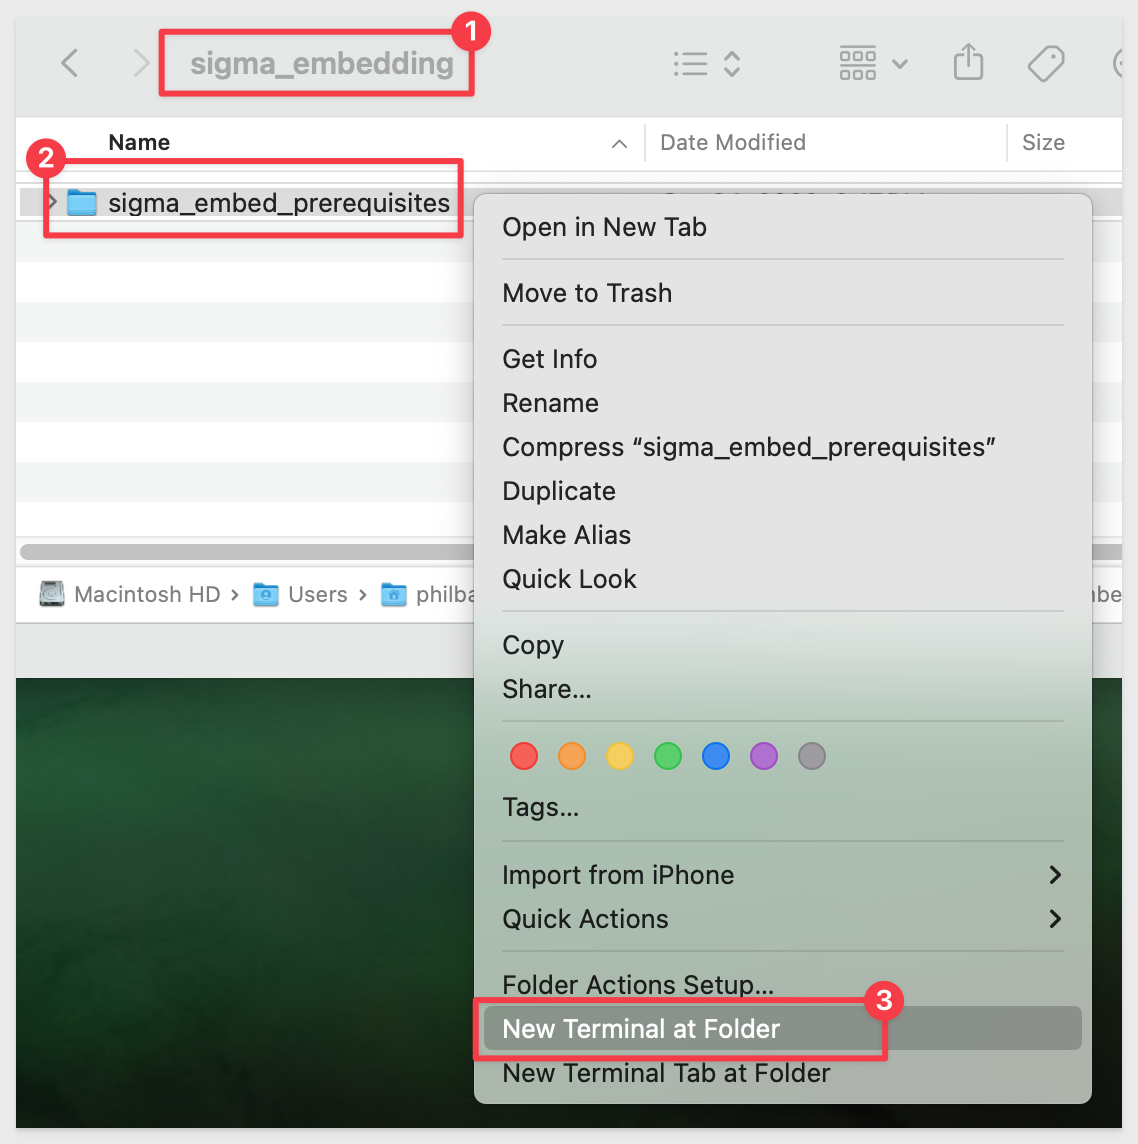 1
sigma_embedding
Name
Date Modified
Size
2
sigma_embed_prerequisites
Open in New Tab
Move to Trash
Get Info
Rename
Compress “sigma_embed_prerequisites”
Duplicate
Make Alias
Quick Look
Macintosh HD › Users ›
Copy
Share...
Tags...
Import from iPhone
Quick Actions
Folder Actions Setup...
3
New Terminal at Folder
New Terminal Tab at Folder